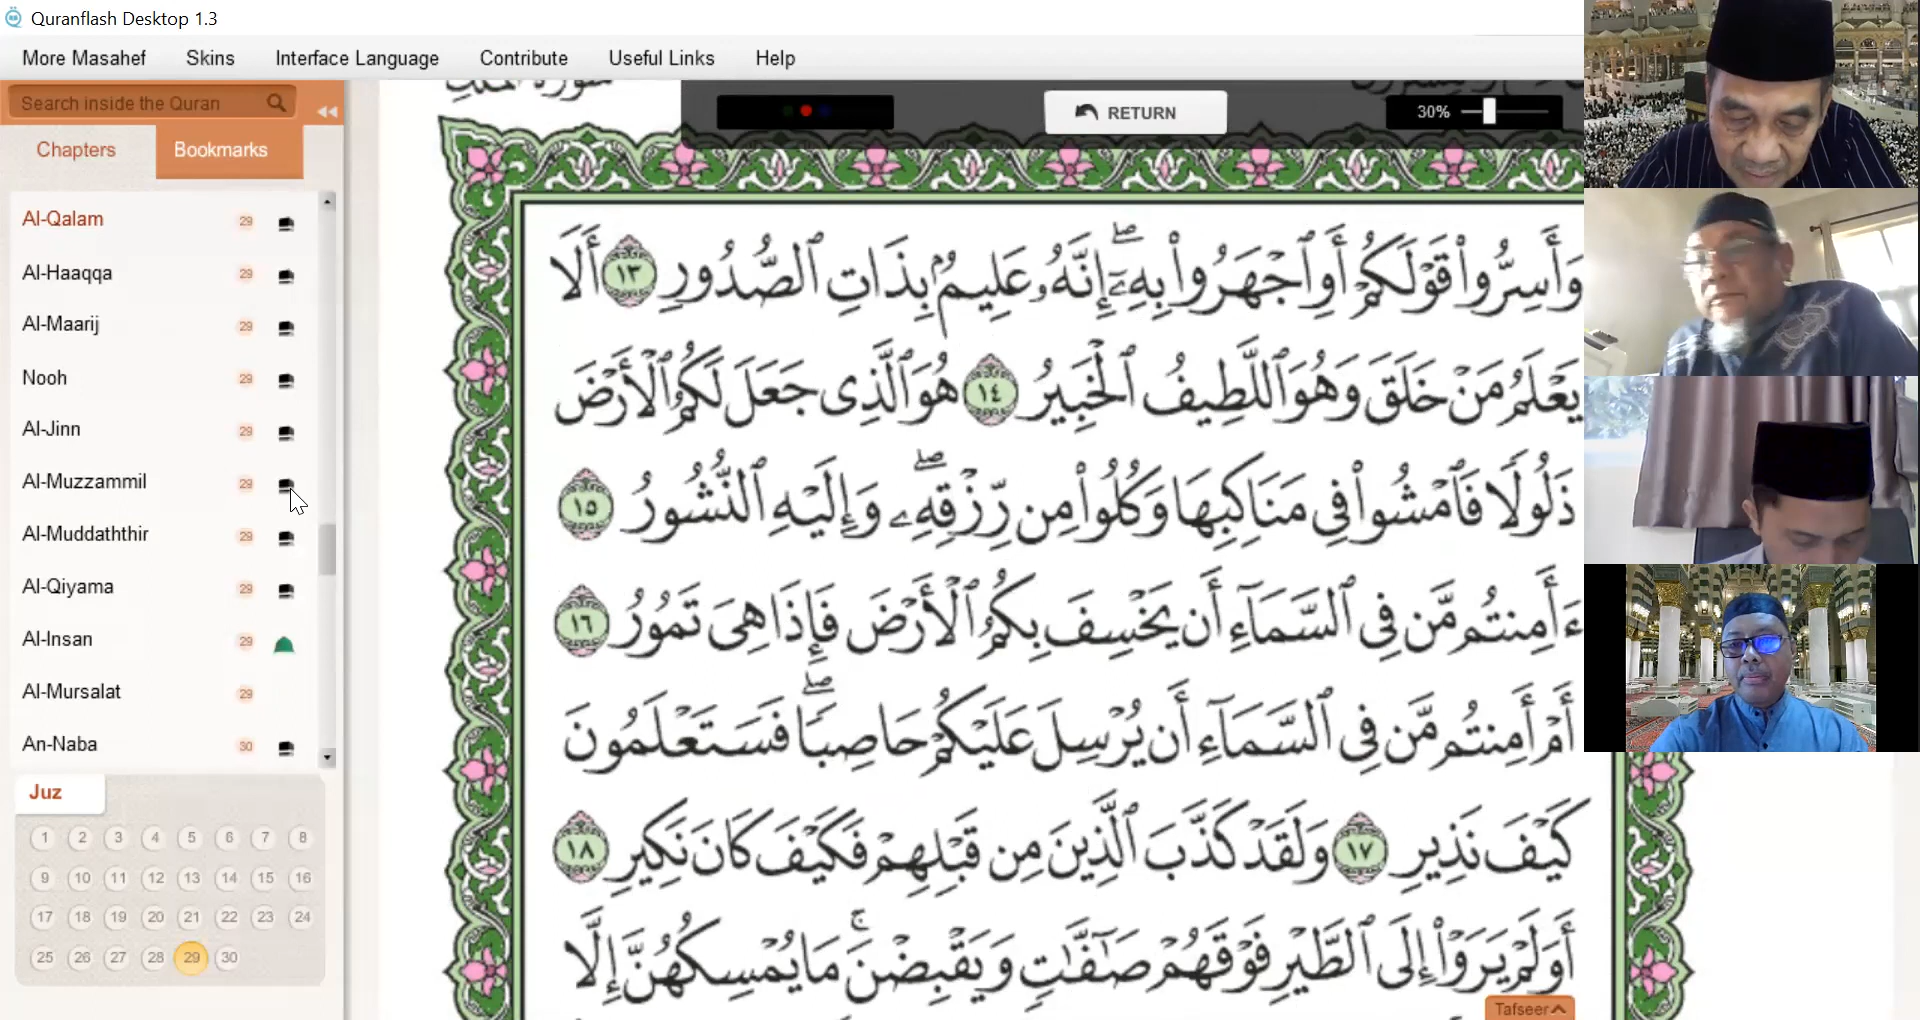 Quranflash Desktop 1.3
More Masahef Skins Interface Language Contribute Useful Links Help
Search inside the Quran
Chapters Bookmarks
Al-Qalam 29
Al-Haaqqa 29
Al-Maarij 29
Nooh 29
Al-Jinn 29
Al-Muzzammil 29
Al-Muddaththir 29
Al-Qiyama 29
Al-Insan 29
Al-Mursalat 29
An-Naba 30
Juz
1 2 3 4 5 6 7 8
9 10 11 12 13 14 15 16
17 18 19 20 21 22 23 24
25 26 27 28 29 30
RETURN
30%
وَأَسِرُّوا۟ قَوْلَكُمْ أَوِ ٱجْهَرُوا۟ بِهِۦٓ ۖ إِنَّهُۥ عَلِيمٌۢ بِذَاتِ ٱلصُّدُورِ ١٣ أَلَا
يَعْلَمُ مَنْ خَلَقَ وَهُوَ ٱللَّطِيفُ ٱلْخَبِيرُ ١٤ هُوَ ٱلَّذِى جَعَلَ لَكُمُ ٱلْأَرْضَ
ذَلُولًا فَٱمْشُوا۟ فِى مَنَاكِبِهَا وَكُلُوا۟ مِن رِّزْقِهِۦ ۖ وَإِلَيْهِ ٱلنُّشُورُ ١٥
ءَأَمِنتُم مَّن فِى ٱلسَّمَآءِ أَن يَخْسِفَ بِكُمُ ٱلْأَرْضَ فَإِذَا هِىَ تَمُورُ ١٦
أَمْ أَمِنتُم مَّن فِى ٱلسَّمَآءِ أَن يُرْسِلَ عَلَيْكُمْ حَاصِبًا ۖ فَسَتَعْلَمُونَ
كَيْفَ نَذِيرِ ١٧ وَلَقَدْ كَذَّبَ ٱلَّذِينَ مِن قَبْلِهِمْ فَكَيْفَ كَانَ نَكِيرِ ١٨
أَوَلَمْ يَرَوْا۟ إِلَى ٱلطَّيْرِ فَوْقَهُمْ صَـٰٓفَّـٰتٍ وَيَقْبِضْنَ ۚ مَا يُمْسِكُهُنَّ إِلَّا
Tafseer